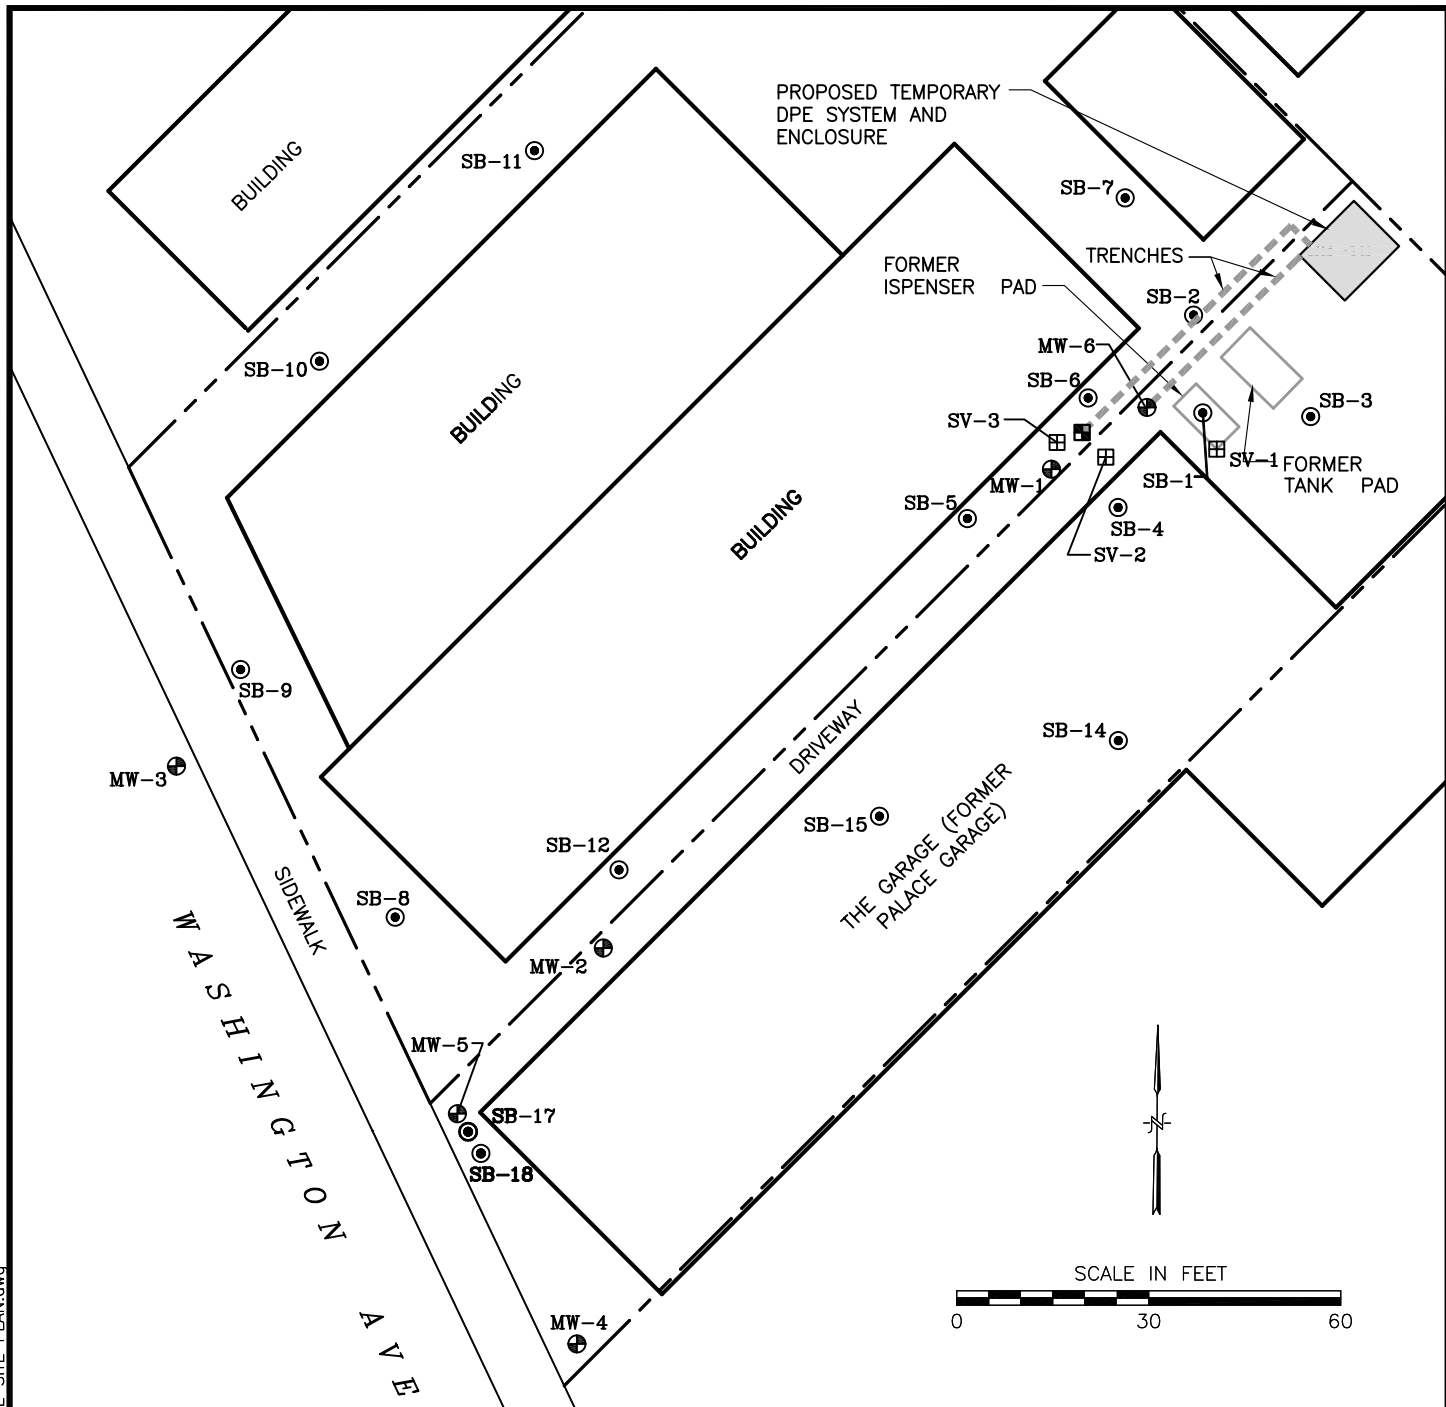 PROPOSED TEMPORARY
DPE SYSTEM AND
ENCLOSURE
BUILDING
SB-11
SB-7
FORMER
ISPENSER PAD
TRENCHES
SB-2
SB-10
MW-6
SB-6
SB-3
BUILDING
SV-3
SV-1
FORMER
TANK PAD
MW-1
SB-1
SB-5
SB-4
BUILDING
SV-2
SB-9
DRIVEWAY
SB-14
MW-3
THE GARAGE (FORMER
PALACE GARAGE)
SB-15
SB-12
SIDEWALK
SB-8
MW-2
WASHINGTON AVE
MW-5
SB-17
SB-18
N
SCALE IN FEET
0 30 60
MW-4
SITE PLAN.dwg